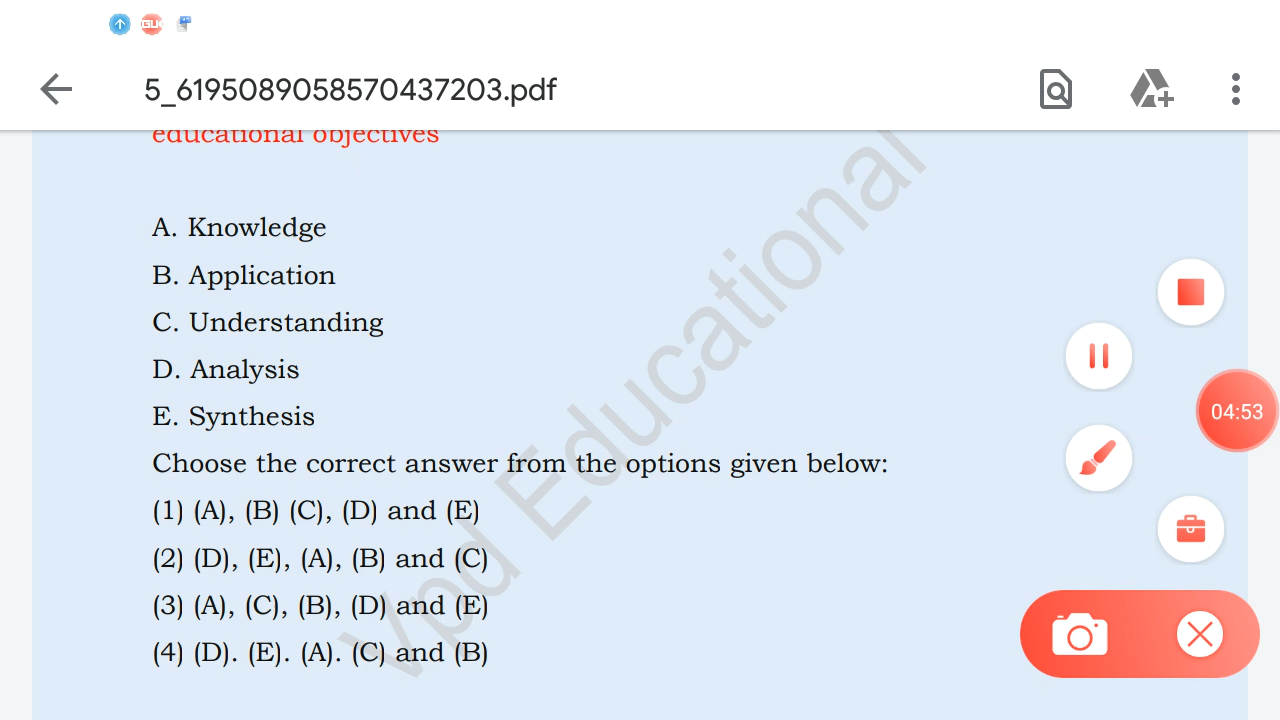 GU
5_6195089058570437203.pdf
educational objectives
A. Knowledge
B. Application
C. Understanding
D. Analysis
E. Synthesis
Choose the correct answer from the options given below:
(1) (A), (B) (C), (D) and (E)
(2) (D), (E), (A), (B) and (C)
(3) (A), (C), (B), (D) and (E)
(4) (D). (E). (A). (C) and (B)
Vpd Educational
04:53